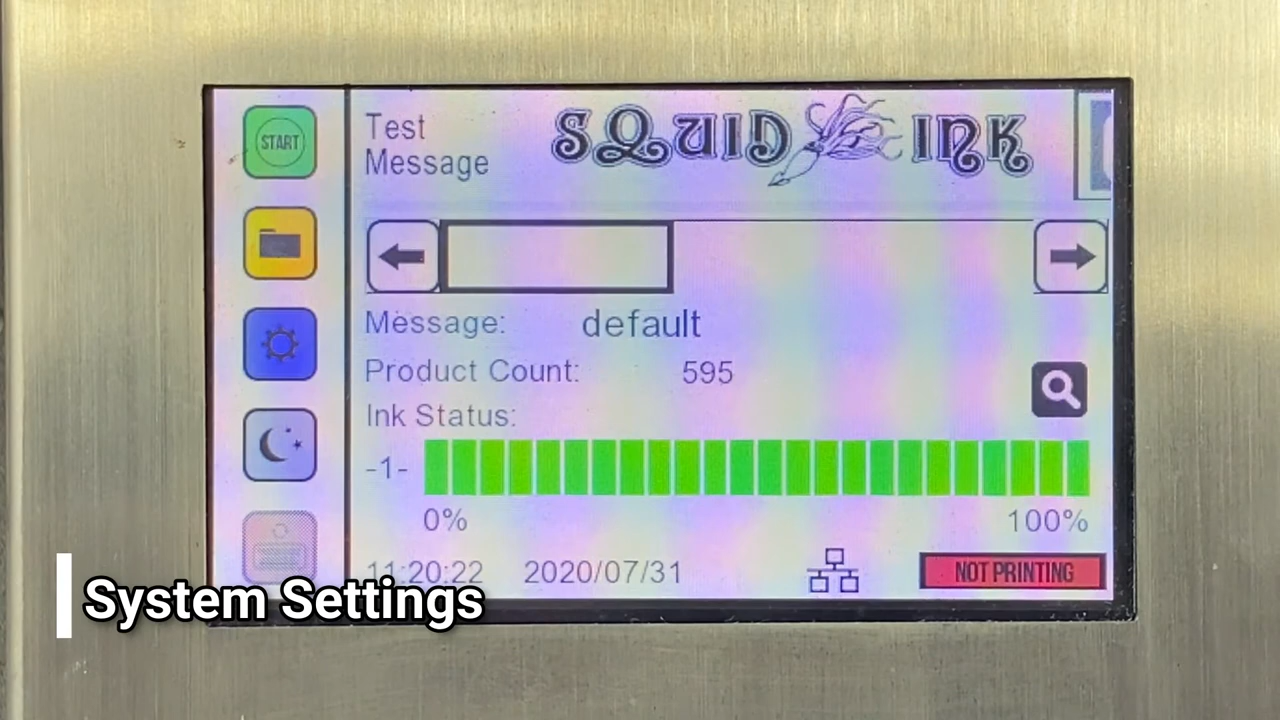 START
Test
Message
SQUID INK
Message: default
Product Count: 595
Ink Status:
-1-
0% 100%
11:20:22 2020/07/31
NOT PRINTING
System Settings